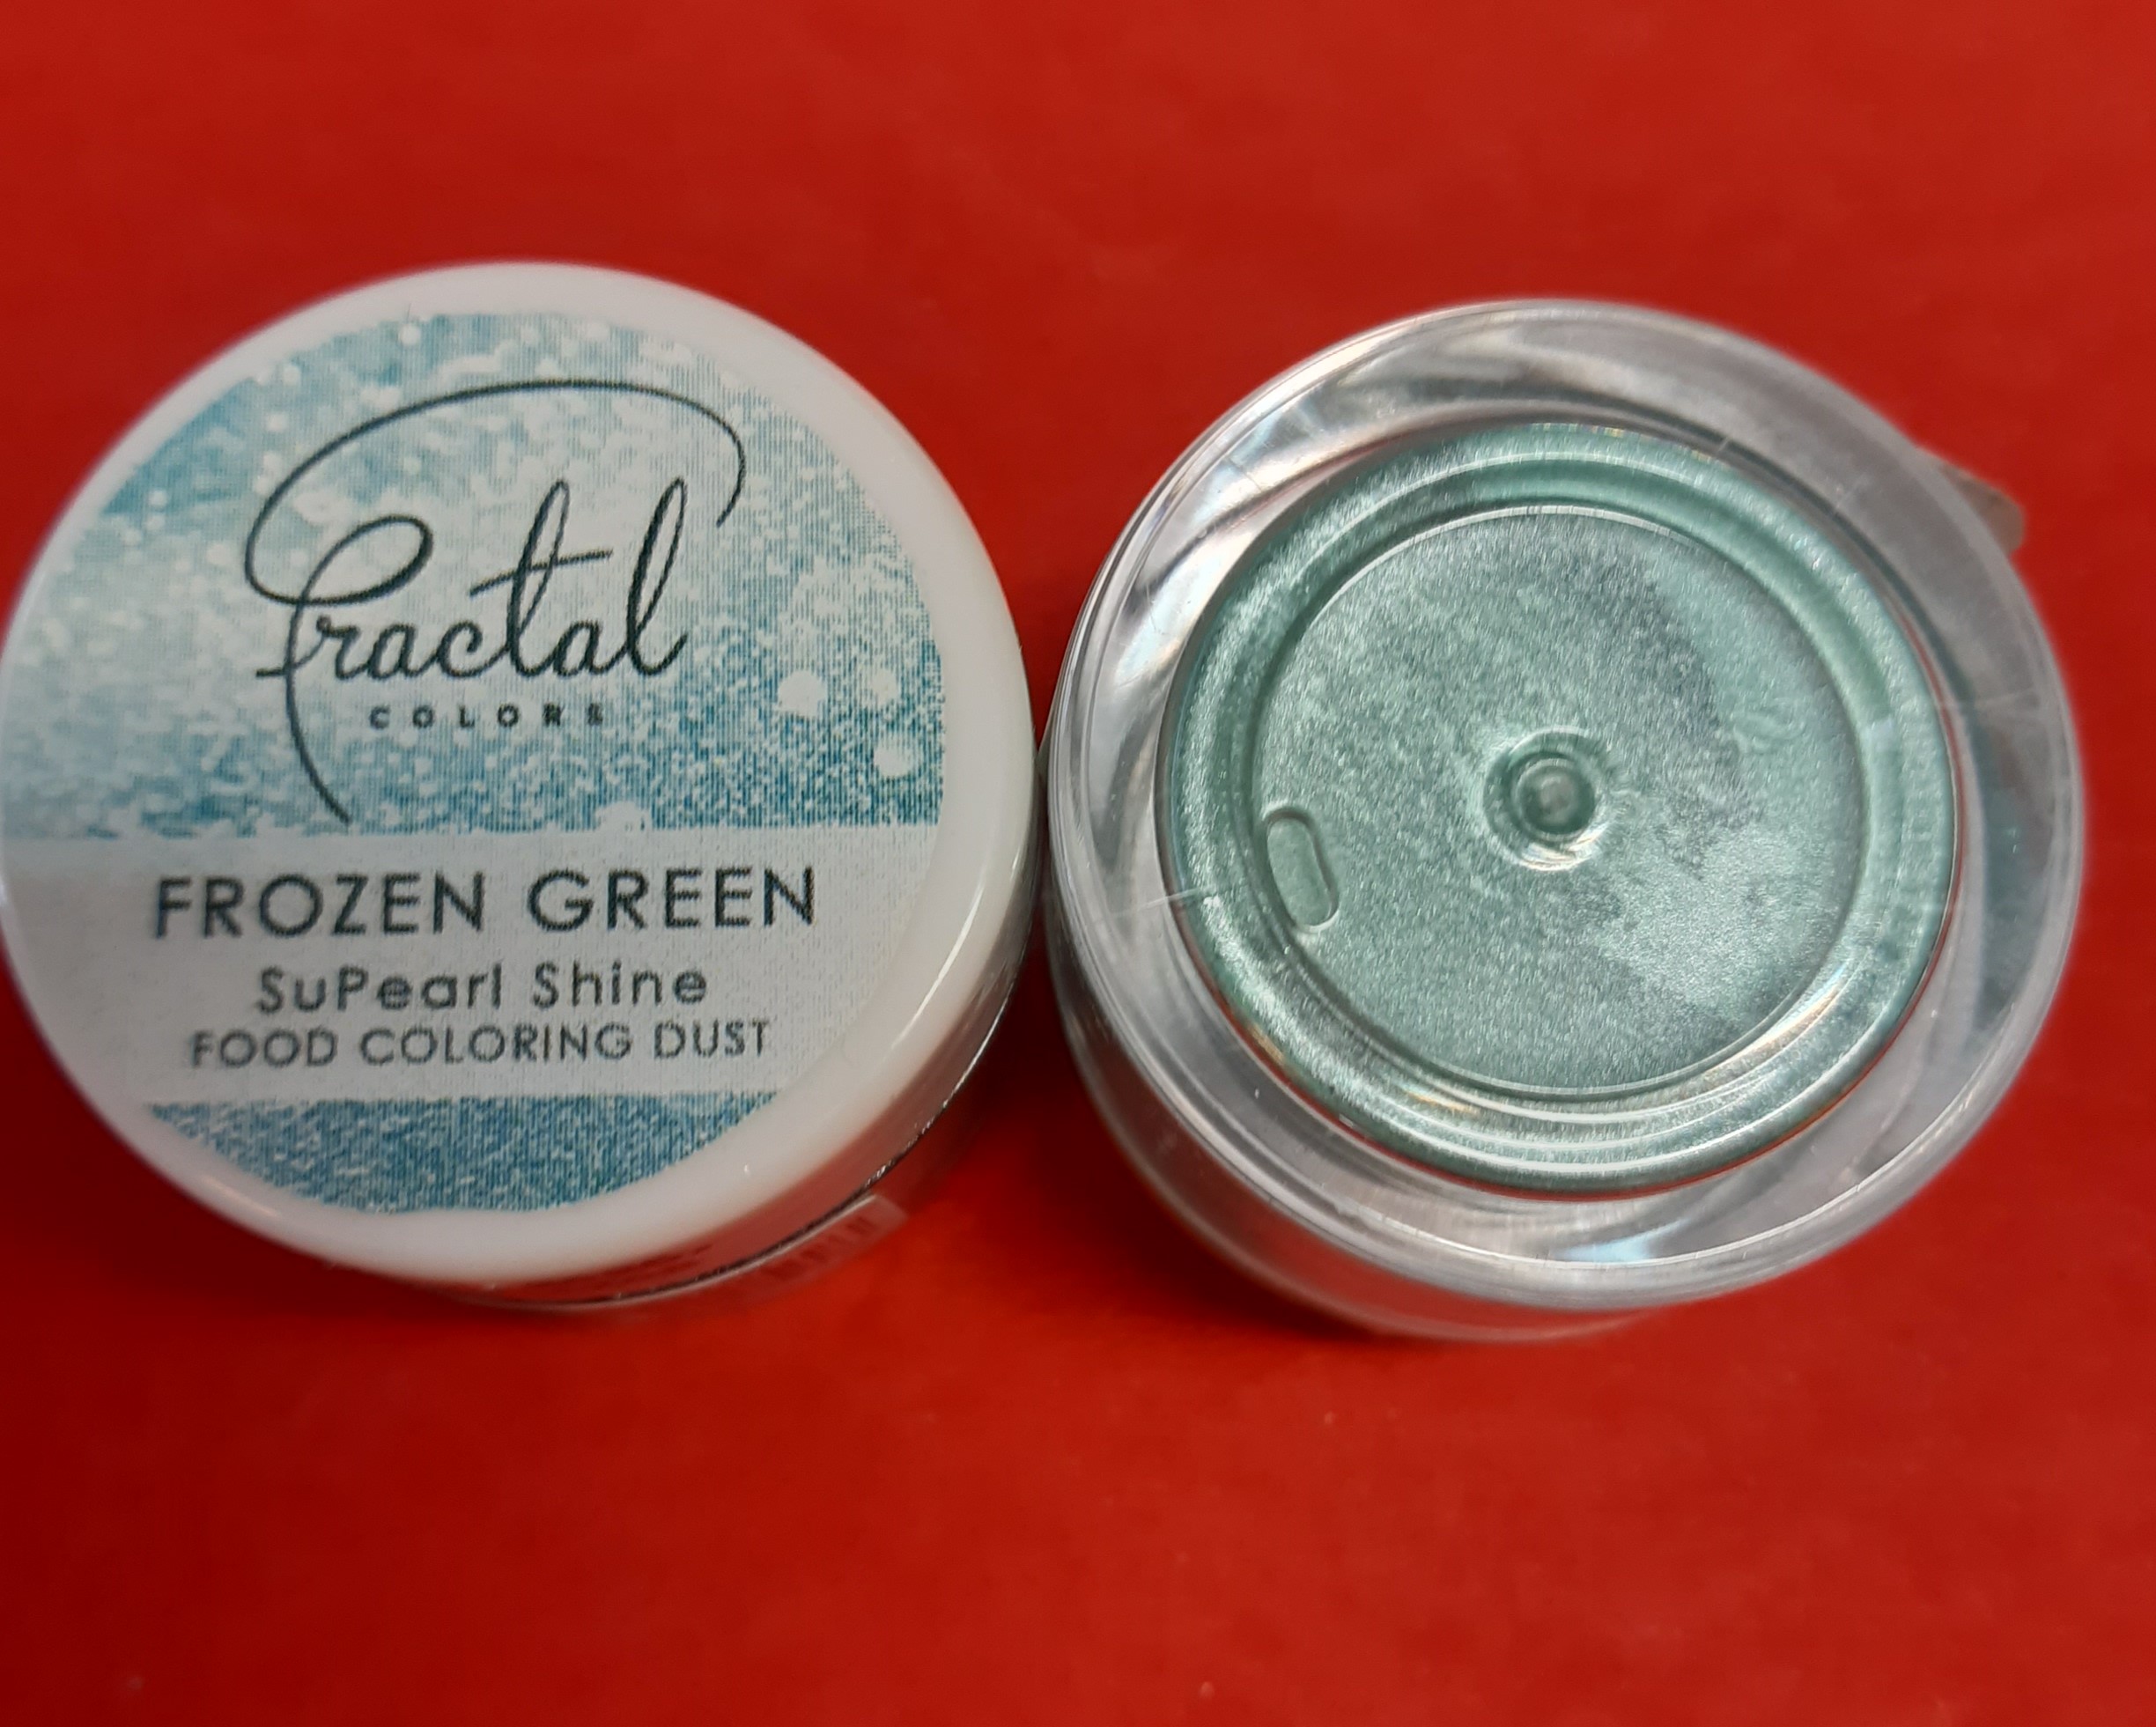 Fractal
COLORS
FROZEN GREEN
SuPearl Shine
FOOD COLORING DUST